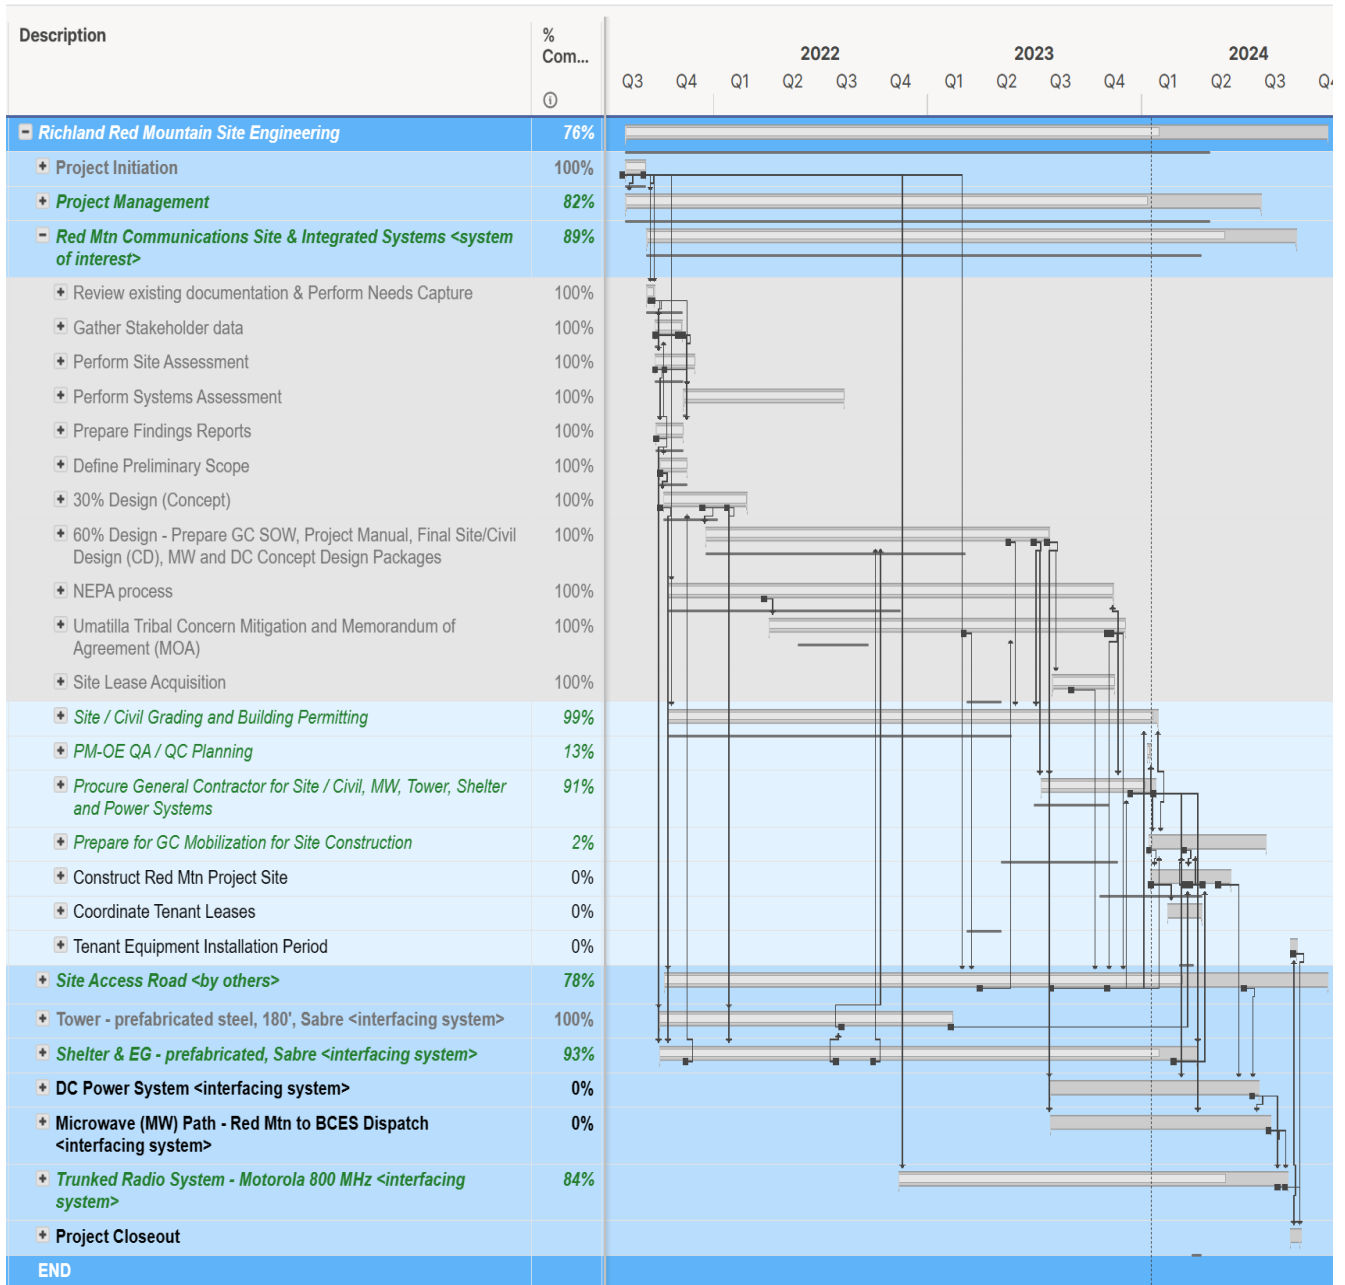 Description
%
Com...
2022
2023
2024
Q3 Q4 Q1 Q2 Q3 Q4 Q1 Q2 Q3 Q4 Q1 Q2 Q3
Richland Red Mountain Site Engineering 76%
Project Initiation 100%
Project Management 82%
Red Mtn Communications Site & Integrated Systems <system 89%
of interest>
Review existing documentation & Perform Needs Capture 100%
Gather Stakeholder data 100%
Perform Site Assessment 100%
Perform Systems Assessment 100%
Prepare Findings Reports 100%
Define Preliminary Scope 100%
30% Design (Concept) 100%
60% Design - Prepare GC SOW, Project Manual, Final Site/Civil 100%
Design (CD), MW and DC Concept Design Packages
NEPA process 100%
Umatilla Tribal Concern Mitigation and Memorandum of 100%
Agreement (MOA)
Site Lease Acquisition 100%
Site / Civil Grading and Building Permitting 99%
PM-OE QA / QC Planning 13%
Procure General Contractor for Site / Civil, MW, Tower, Shelter 91%
and Power Systems
Prepare for GC Mobilization for Site Construction 2%
Construct Red Mtn Project Site 0%
Coordinate Tenant Leases 0%
Tenant Equipment Installation Period 0%
Site Access Road <by others> 78%
Tower - prefabricated steel, 180', Sabre <interfacing system> 100%
Shelter & EG - prefabricated, Sabre <interfacing system> 93%
DC Power System <interfacing system> 0%
Microwave (MW) Path - Red Mtn to BCES Dispatch 0%
<interfacing system>
Trunked Radio System - Motorola 800 MHz <interfacing 84%
system>
Project Closeout
END